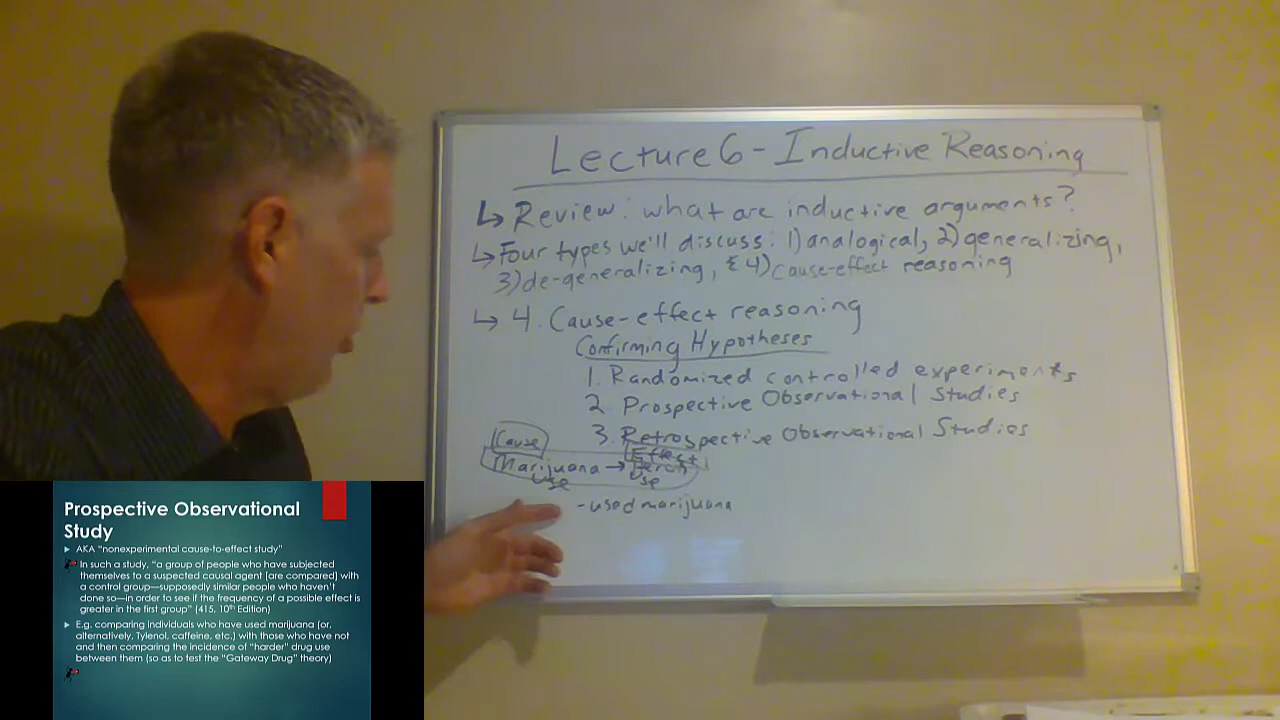 Lecture 6 - Inductive Reasoning
↳ Review: what are inductive arguments?
↳ Four types we'll discuss: 1) analogical, 2) generalizing,
3) de-generalizing, & 4) cause-effect reasoning
↳ 4. Cause-effect reasoning
Confirming Hypotheses
1. Randomized controlled experiments
2. Prospective Observational Studies
3. Retrospective Observational Studies
Cause
Effect
Marijuana →
use
use
- used marijuana
Prospective Observational
Study
AKA “nonexperimental cause-to-effect study”
In such a study, “a group of people who have subjected
themselves to a suspected causal agent [are compared] with
a control group—supposedly similar people who haven’t
done so—in order to see if the frequency of a possible effect is
greater in the first group” (415, 10th Edition)
E.g. comparing individuals who have used marijuana (or,
alternatively, Tylenol, caffeine, etc.) with those who have not
and then comparing the incidence of “harder” drug use
between them (so as to test the “Gateway Drug” theory)